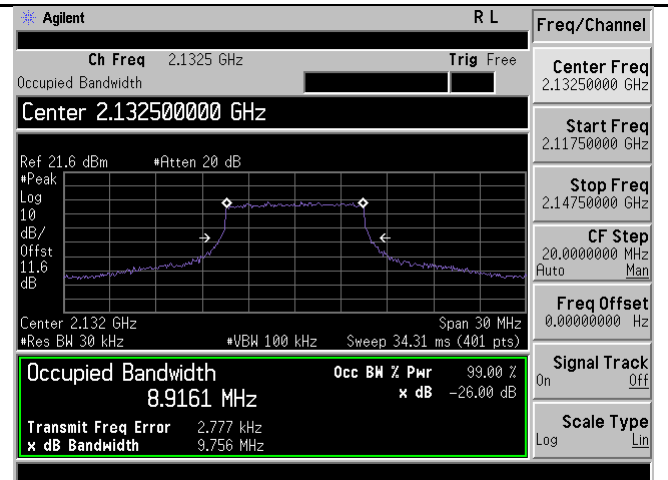 Agilent R L
Freq/Channel
Ch Freq 2.1325 GHz Trig Free
Occupied Bandwidth
Center 2.132500000 GHz
Ref 21.6 dBm #Atten 20 dB
#Peak
Log
10
dB/
Offst
11.6
dB
Center 2.132 GHz Span 30 MHz
#Res BW 30 kHz #VBW 100 kHz Sweep 34.31 ms (401 pts)
Occupied Bandwidth Occ BW % Pwr 99.00 %
8.9161 MHz x dB -26.00 dB
Transmit Freq Error 2.777 kHz
x dB Bandwidth 9.756 MHz
Center Freq
2.13250000 GHz
Start Freq
2.11750000 GHz
Stop Freq
2.14750000 GHz
CF Step
20.0000000 MHz
Auto Man
Freq Offset
0.00000000 Hz
Signal Track
On Off
Scale Type
Log Lin